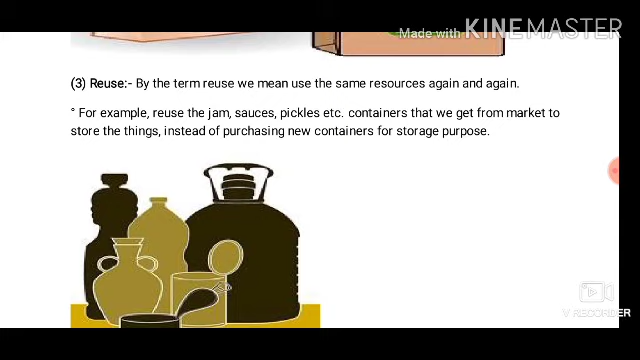 Made with KINEMASTER
(3) Reuse:- By the term reuse we mean use the same resources again and again.
° For example, reuse the jam, sauces, pickles etc. containers that we get from market to
store the things, instead of purchasing new containers for storage purpose.
V RECORDER